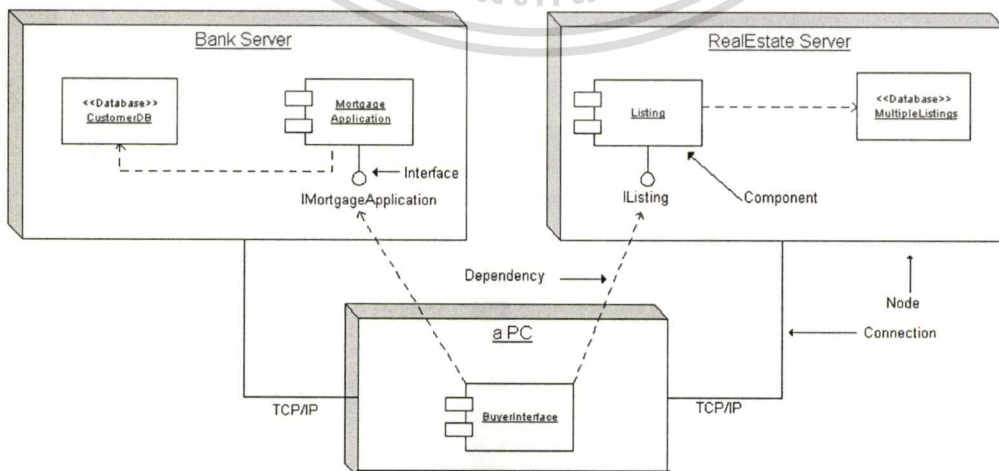 Bank Server
RealEstate Server
<<Database>>
CustomerDB
Mortgage
Application
Listing
<<Database>>
MultipleListings
Interface
IMortgageApplication
IListing
Component
Dependency
Node
Connection
a PC
TCP/IP
BuyerInterface
TCP/IP